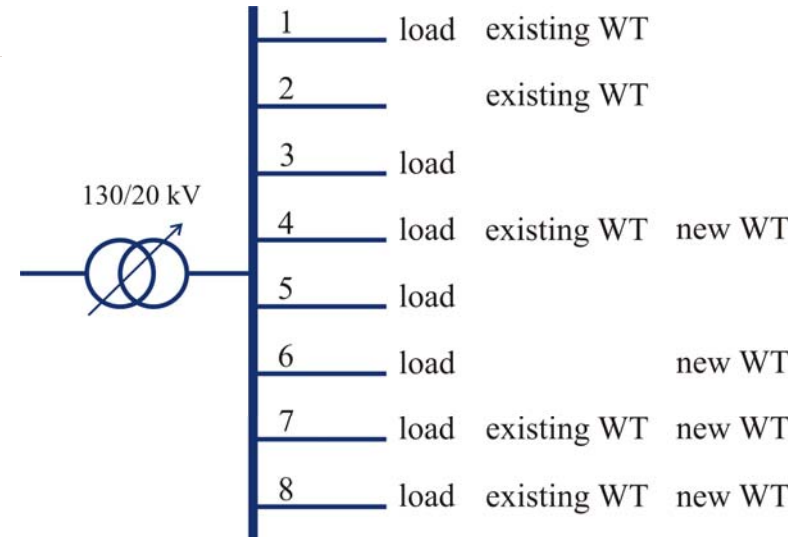 1 load existing WT
2 existing WT
3 load
130/20 kV
4 load existing WT new WT
5 load
6 load new WT
7 load existing WT new WT
8 load existing WT new WT